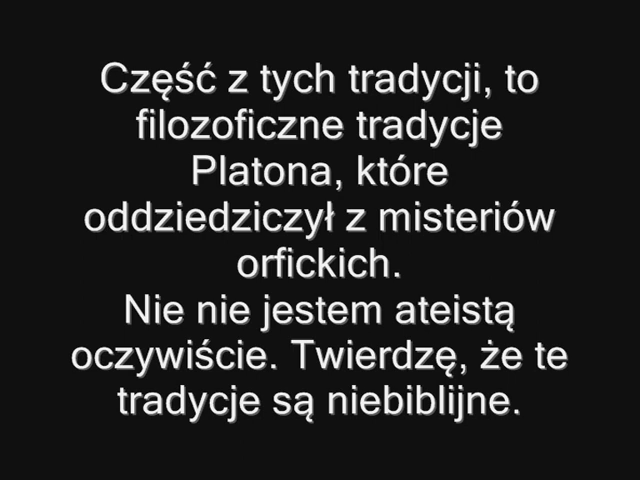 Część z tych tradycji, to
filozoficzne tradycje
Platona, które
oddziedziczył z misteriów
orfickich.
Nie nie jestem ateistą
oczywiście. Twierdzę, że te
tradycje są niebiblijne.